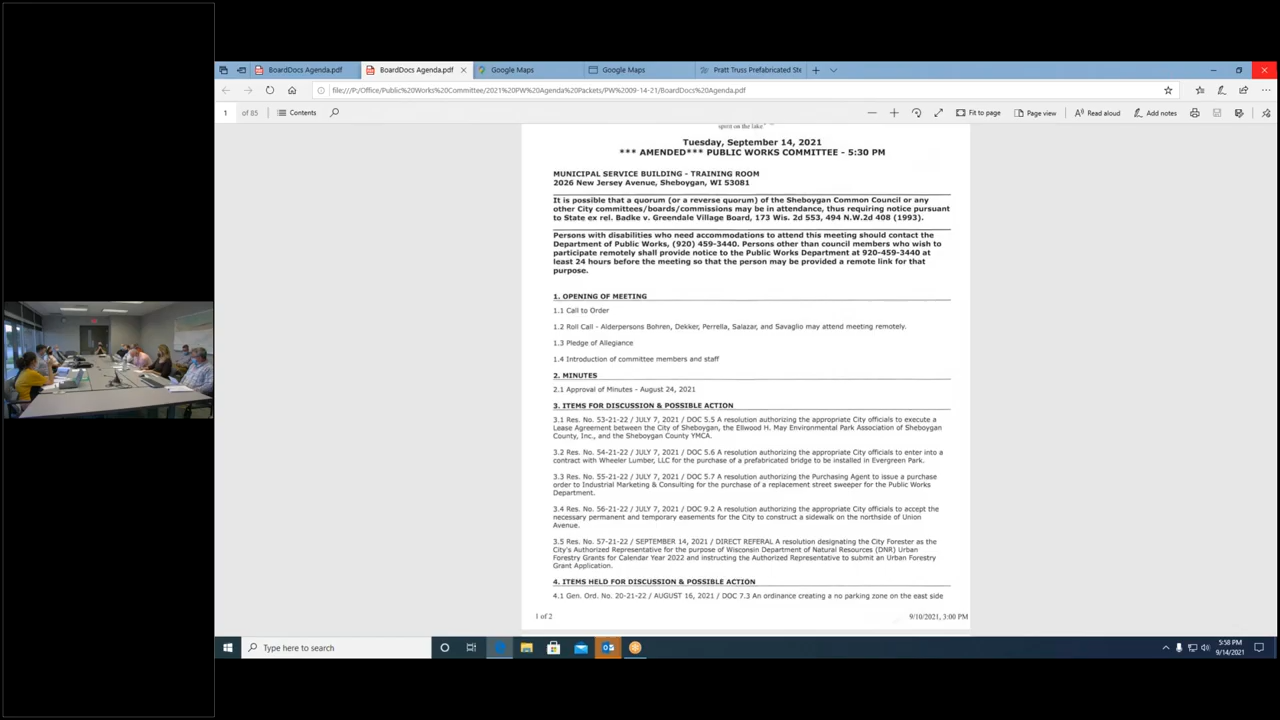 BoardDocs Agenda.pdf
BoardDocs Agenda.pdf
Google Maps
Google Maps
Pratt Truss Prefabricated Ste
file:///P:/Office/Public%20Works%20Committee/2021%20PW%20Agenda%20Packets/PW%2009-14-21/BoardDocs%20Agenda.pdf
1 of 85 Contents Fit to page Page view Read aloud Add notes
spirit on the lake."
Tuesday, September 14, 2021
*** AMENDED*** PUBLIC WORKS COMMITTEE - 5:30 PM
MUNICIPAL SERVICE BUILDING - TRAINING ROOM
2026 New Jersey Avenue, Sheboygan, WI 53081
It is possible that a quorum (or a reverse quorum) of the Sheboygan Common Council or any
other City committees/boards/commissions may be in attendance, thus requiring notice pursuant
to State ex rel. Badke v. Greendale Village Board, 173 Wis. 2d 553, 494 N.W.2d 408 (1993).
Persons with disabilities who need accommodations to attend this meeting should contact the
Department of Public Works, (920) 459-3440. Persons other than council members who wish to
participate remotely shall provide notice to the Public Works Department at 920-459-3440 at
least 24 hours before the meeting so that the person may be provided a remote link for that
purpose.
1. OPENING OF MEETING
1.1 Call to Order
1.2 Roll Call - Alderpersons Bohren, Dekker, Perrella, Salazar, and Savaglio may attend meeting remotely.
1.3 Pledge of Allegiance
1.4 Introduction of committee members and staff
2. MINUTES
2.1 Approval of Minutes - August 24, 2021
3. ITEMS FOR DISCUSSION & POSSIBLE ACTION
3.1 Res. No. 53-21-22 / JULY 7, 2021 / DOC 5.5 A resolution authorizing the appropriate City officials to execute a
Lease Agreement between the City of Sheboygan, the Ellwood H. May Environmental Park Association of Sheboygan
County, Inc., and the Sheboygan County YMCA.
3.2 Res. No. 54-21-22 / JULY 7, 2021 / DOC 5.6 A resolution authorizing the appropriate City officials to enter into a
contract with Wheeler Lumber, LLC for the purchase of a prefabricated bridge to be installed in Evergreen Park.
3.3 Res. No. 55-21-22 / JULY 7, 2021 / DOC 5.7 A resolution authorizing the Purchasing Agent to issue a purchase
order to Industrial Marketing & Consulting for the purchase of a replacement street sweeper for the Public Works
Department.
3.4 Res. No. 56-21-22 / JULY 7, 2021 / DOC 9.2 A resolution authorizing the appropriate City officials to accept the
necessary permanent and temporary easements for the City to construct a sidewalk on the northside of Union
Avenue.
3.5 Res. No. 57-21-22 / SEPTEMBER 14, 2021 / DIRECT REFERAL A resolution designating the City Forester as the
City's Authorized Representative for the purpose of Wisconsin Department of Natural Resources (DNR) Urban
Forestry Grants for Calendar Year 2022 and instructing the Authorized Representative to submit an Urban Forestry
Grant Application.
4. ITEMS HELD FOR DISCUSSION & POSSIBLE ACTION
4.1 Gen. Ord. No. 20-21-22 / AUGUST 16, 2021 / DOC 7.3 An ordinance creating a no parking zone on the east side
1 of 2
9/10/2021, 3:00 PM
Type here to search
5:58 PM
9/14/2021